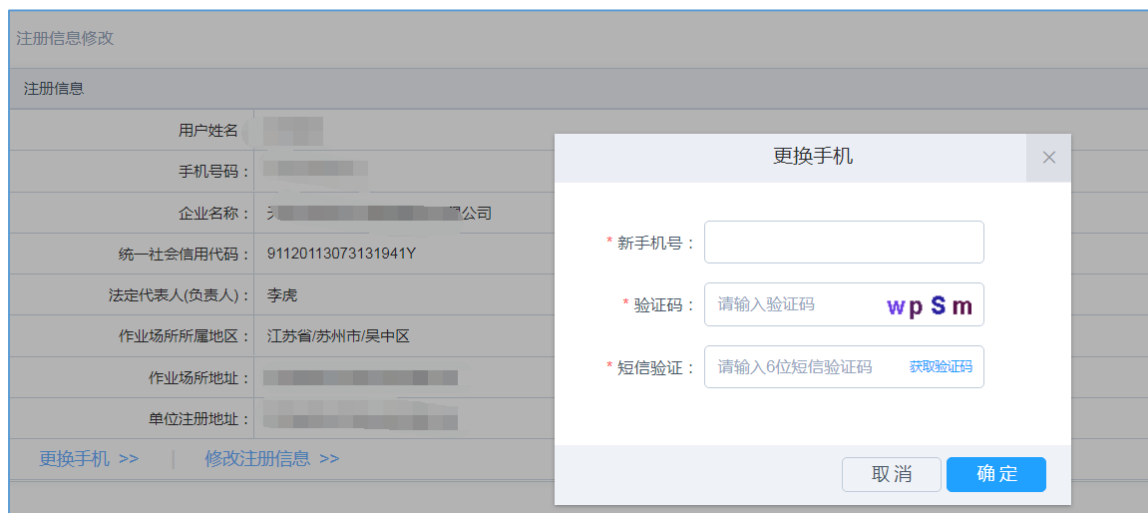 注册信息修改
注册信息
用户姓名
手机号码：
企业名称： 公司
统一社会信用代码： 91120113073131941Y
法定代表人(负责人)： 李虎
作业场所所属地区： 江苏省/苏州市/吴中区
作业场所地址：
单位注册地址：
更换手机 >> | 修改注册信息 >>
更换手机 ×
* 新手机号：
* 验证码： 请输入验证码 wpSm
* 短信验证： 请输入6位短信验证码 获取验证码
取消 确定